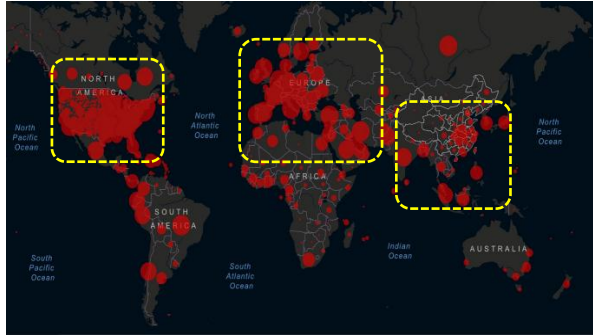 NORTH
AMERICA
EUROPE
ASIA
North
Pacific
Ocean
North
Atlantic
Ocean
North
Pacific
Ocean
AFRICA
SOUTH
AMERICA
Indian
Ocean
AUSTRALIA
South
Pacific
Ocean
South
Atlantic
Ocean